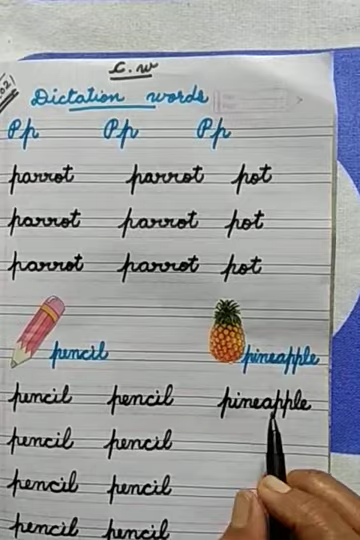 C.w
Dictation words
Pp Pp Pp
parrot parrot pot
parrot parrot pot
parrot parrot pot
pencil pineapple
pencil pencil pineapple
pencil pencil
pencil pencil
pencil pencil